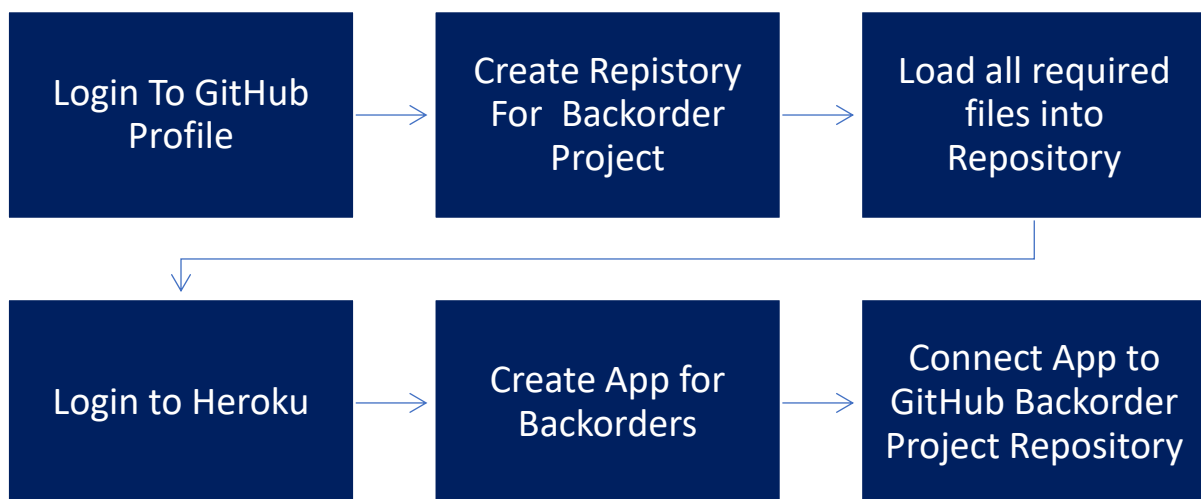 Login To GitHub
Profile
Create Repistory
For  Backorder
Project
Load all required
files into
Repository
Login to Heroku
Create App for
Backorders
Connect App to
GitHub Backorder
Project Repository